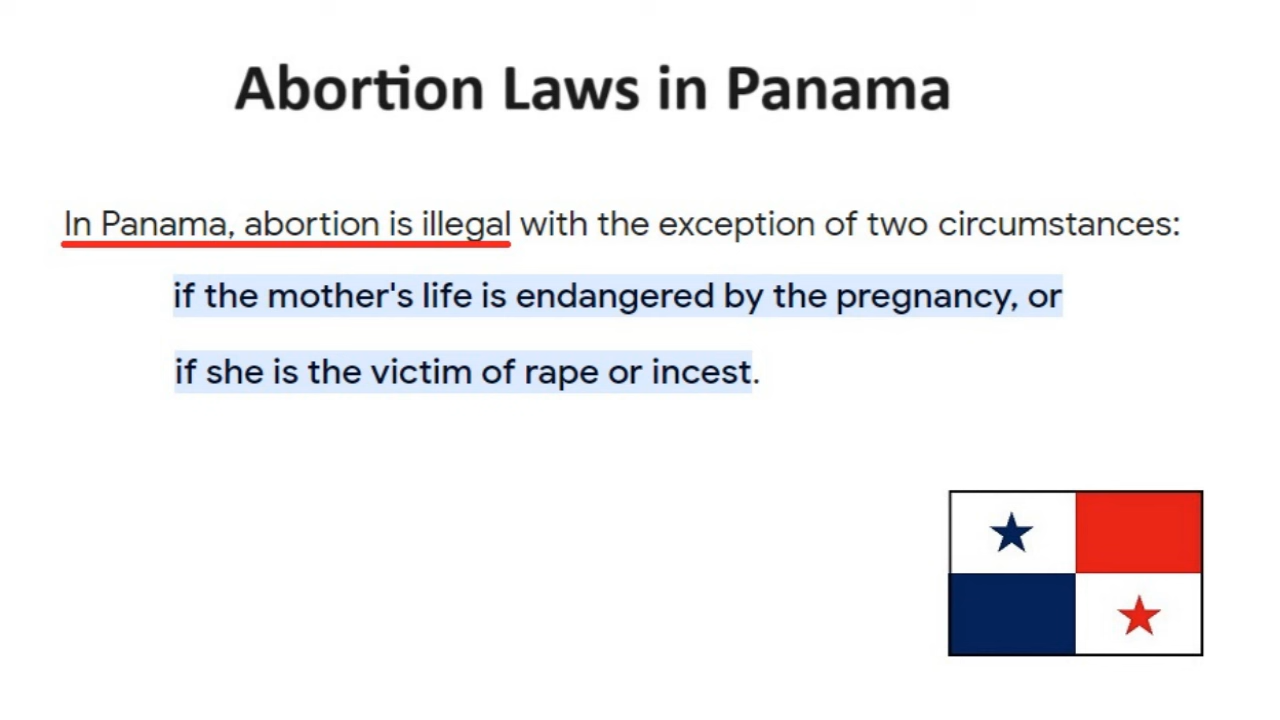 Abortion Laws in Panama
In Panama, abortion is illegal with the exception of two circumstances:
if the mother's life is endangered by the pregnancy, or
if she is the victim of rape or incest.